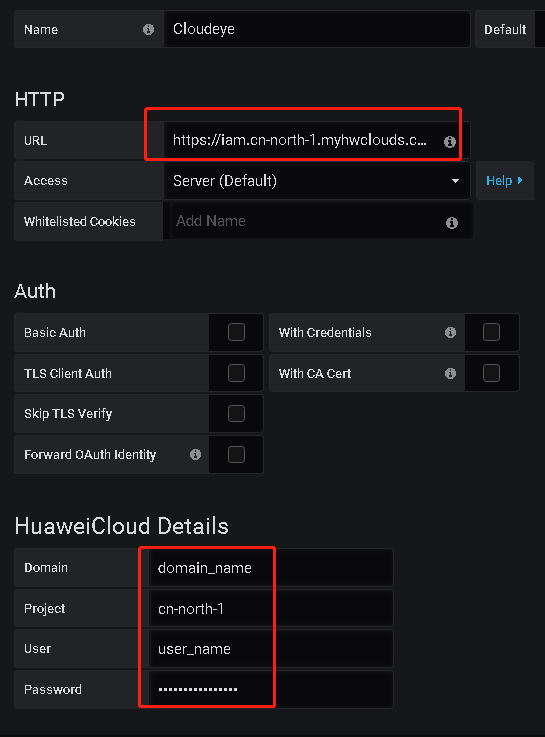 Name Cloudeye Default
HTTP
URL https://iam.cn-north-1.myhwclouds.c...
Access Server (Default) Help
Whitelisted Cookies Add Name
Auth
Basic Auth With Credentials
TLS Client Auth With CA Cert
Skip TLS Verify
Forward OAuth Identity
HuaweiCloud Details
Domain domain_name
Project cn-north-1
User user_name
Password ···············